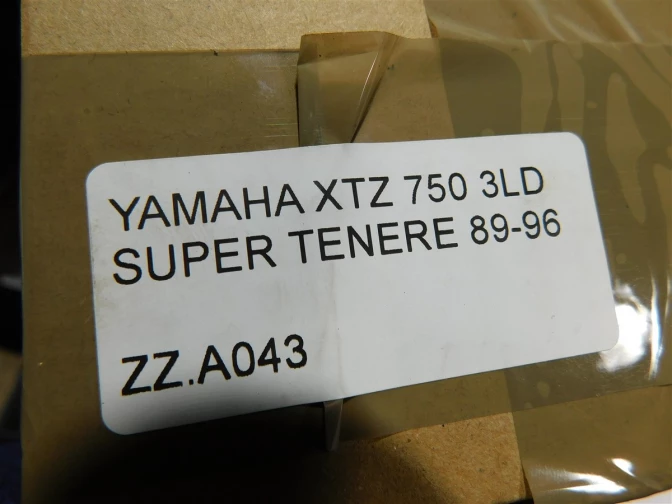 YAMAHA XTZ 750 3LD
SUPER TENERE 89-96
ZZ.A043